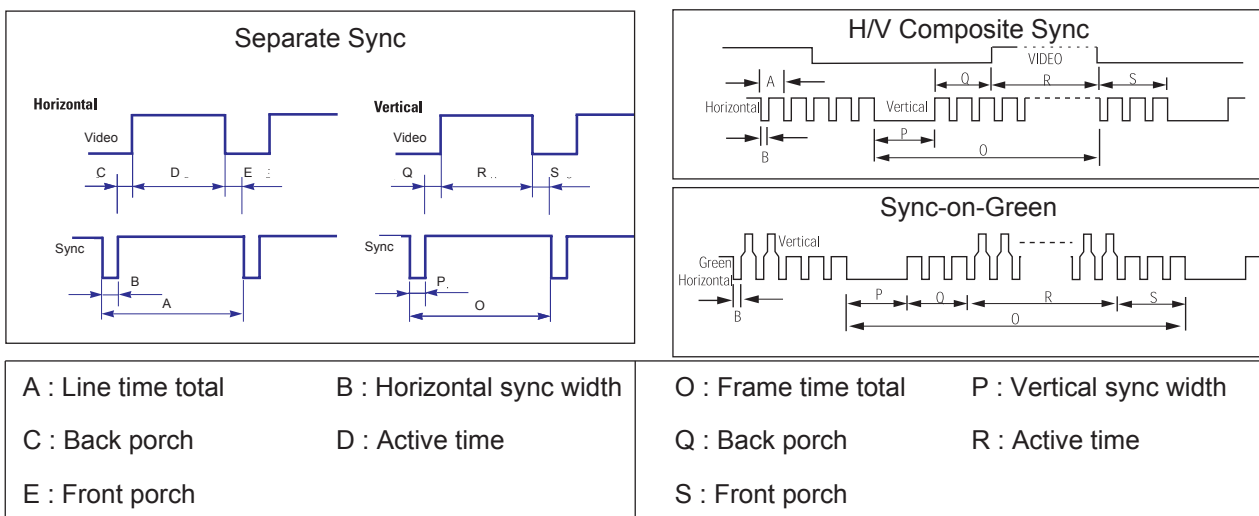 Separate Sync
Horizontal
Video
C D E
Sync
B
A
Vertical
Video
Q R S
Sync
P
O
H/V Composite Sync
VIDEO
A Q R S
Horizontal Vertical
P
B O
Sync-on-Green
Vertical
Green
Horizontal
P Q R S
B
O
A : Line time total B : Horizontal sync width
C : Back porch D : Active time
E : Front porch
O : Frame time total P : Vertical sync width
Q : Back porch R : Active time
S : Front porch